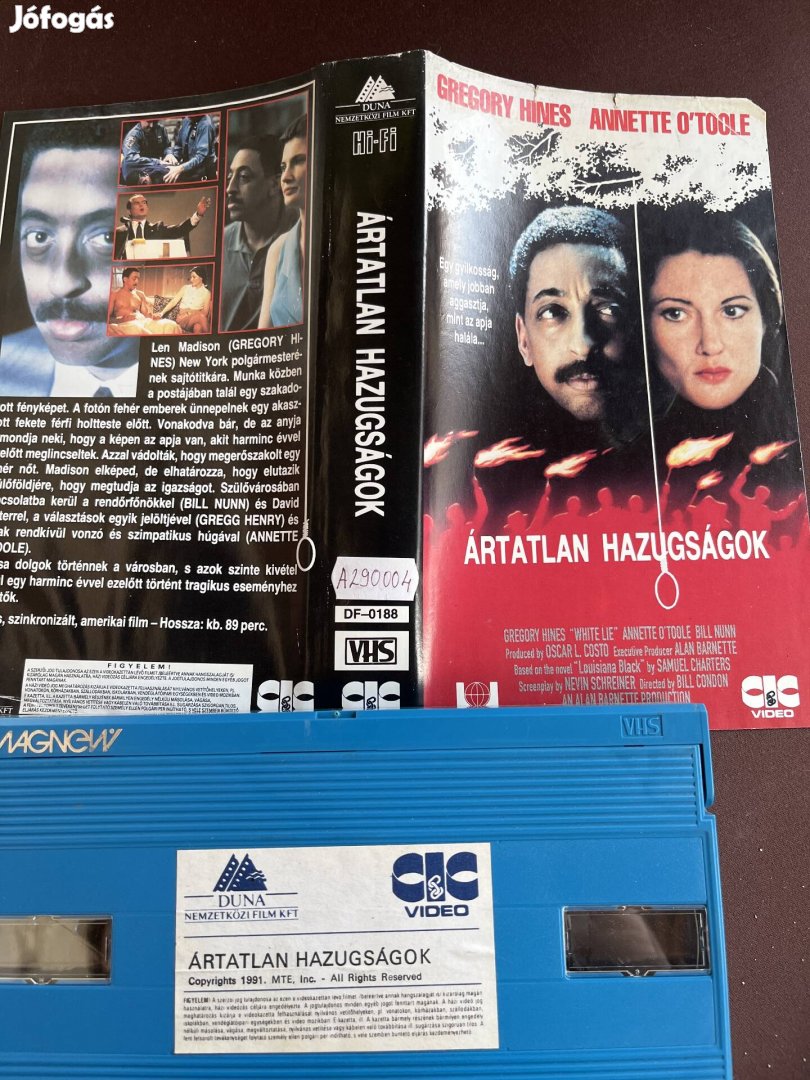 Jófogás
Len Madison (GREGORY HI-
NES) New York polgármesteré-
nek sajtótitkára. Munka közben
a postájában talál egy szakado-
ott fényképet. A fotón fehér emberek ünnepelnek egy akasz-
ott fekete férfi holtteste előtt. Vonakodva bár, de az anyja
mondja neki, hogy a képen az apja van, akit harminc évvel
előtt meglincseltek. Azzal vádolták, hogy megerőszakolt egy
hér nőt. Madison elképed, de elhatározza, hogy elutazik
ülőföldjére, hogy megtudja az igazságot. Szülővárosában
pcsolatba kerül a rendőrfőnökkel (BILL NUNN) és David
terrel, a választások egyik jelöltjével (GREGG HENRY) és
ak rendkívül vonzó és szimpatikus húgával (ANNETTE
OOLE).
sa dolgok történnek a városban, s azok szinte kivétel
ül egy harminc évvel ezelőtt történt tragikus eseményhez
tők.
s, szinkronizált, amerikai film – Hossza: kb. 89 perc.
FIGYELEM!
KFT
CIC
DUNA
NEMZETKÖZI FILM KFT
Hi-Fi
ÁRTATLAN HAZUGSÁGOK
A290004
DF–0188
VHS
CIC
GREGORY HINES ANNETTE O'TOOLE
Egy gyilkosság,
amely jobban
aggasztja,
mint az apja
halála...
ÁRTATLAN HAZUGSÁGOK
GREGORY HINES "WHITE LIE" ANNETTE O'TOOLE BILL NUNN
Produced by OSCAR L. COSTO Executive Producer ALAN BARNETTE
Based on the novel "Louisiana Black" by SAMUEL CHARTERS
Screenplay by NEVIN SCHREINER Directed by BILL CONDON
AN ALAN BARNETTE PRODUCTION
CIC
VIDEO
MAGNEW
VHS
DUNA
NEMZETKÖZI FILM KFT
CIC
VIDEO
ÁRTATLAN HAZUGSÁGOK
Copyrights 1991. MTE, Inc. - All Rights Reserved